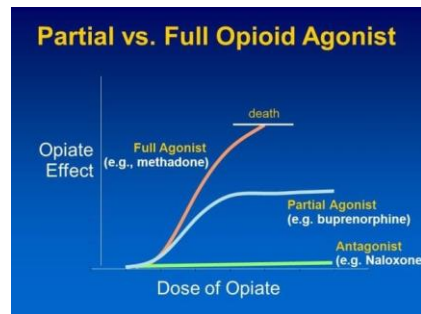 Partial vs. Full Opioid Agonist
death
Full Agonist
(e.g., methadone)
Opiate
Effect
Partial Agonist
(e.g. buprenorphine)
Antagonist
(e.g. Naloxone
Dose of Opiate